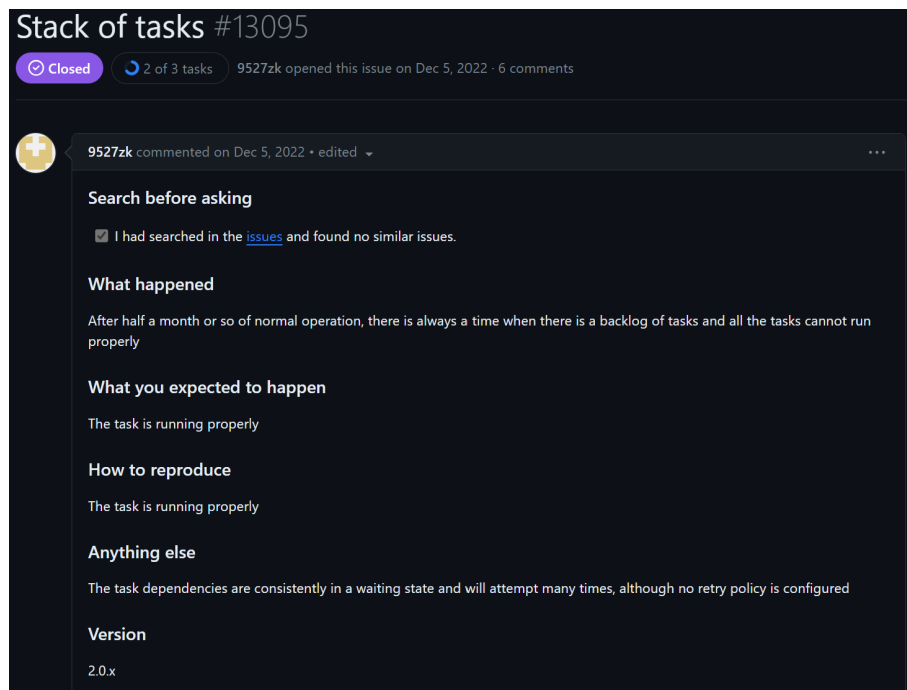 Stack of tasks #13095
Closed
2 of 3 tasks
9527zk opened this issue on Dec 5, 2022 · 6 comments
9527zk commented on Dec 5, 2022 • edited
Search before asking
I had searched in the issues and found no similar issues.
What happened
After half a month or so of normal operation, there is always a time when there is a backlog of tasks and all the tasks cannot run
properly
What you expected to happen
The task is running properly
How to reproduce
The task is running properly
Anything else
The task dependencies are consistently in a waiting state and will attempt many times, although no retry policy is configured
Version
2.0.x